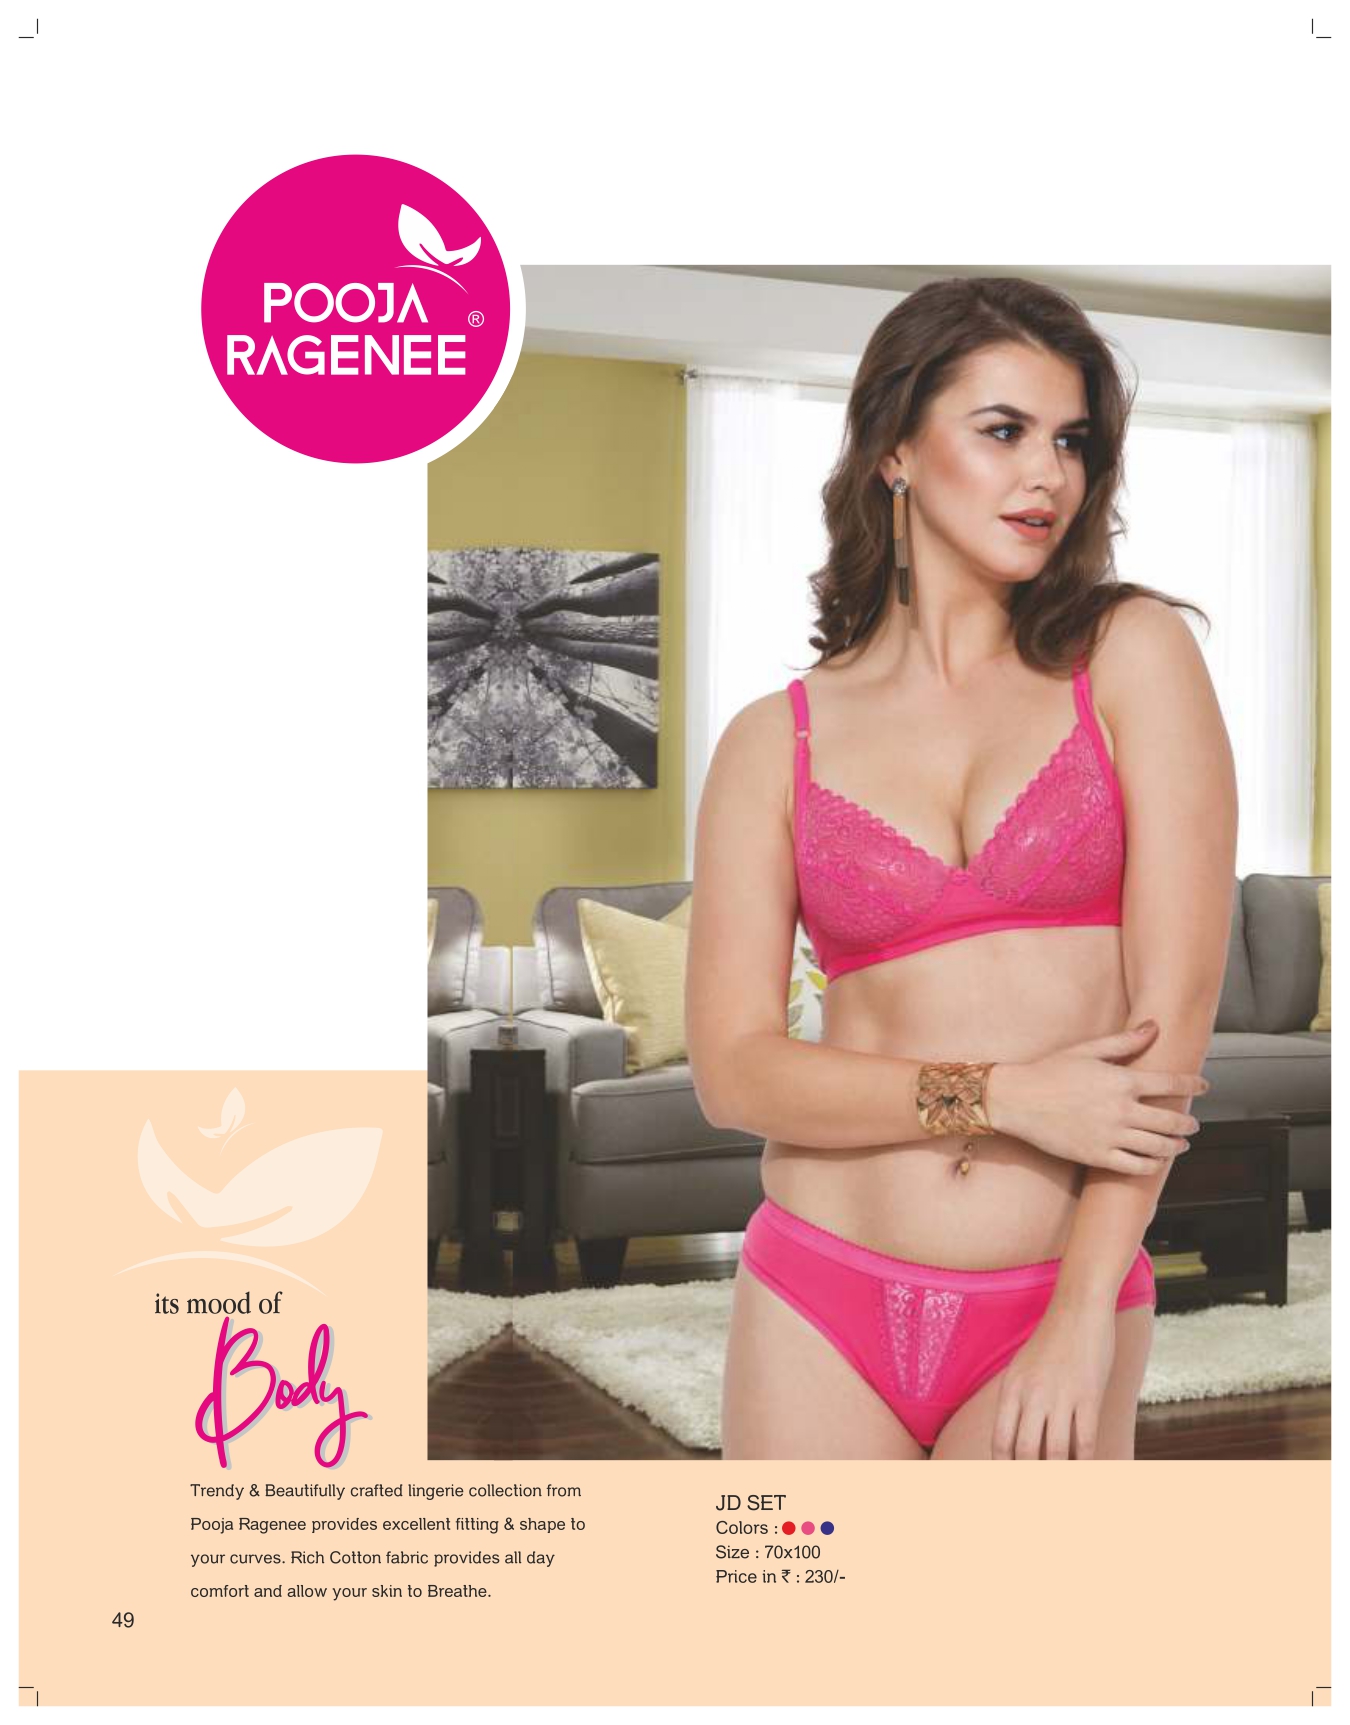 POOJA
RAGENEE
®
its mood of
Body
Trendy & Beautifully crafted lingerie collection from
Pooja Ragenee provides excellent fitting & shape to
your curves. Rich Cotton fabric provides all day
comfort and allow your skin to Breathe.
49
JD SET
Colors :
Size : 70x100
Price in ₹ : 230/-